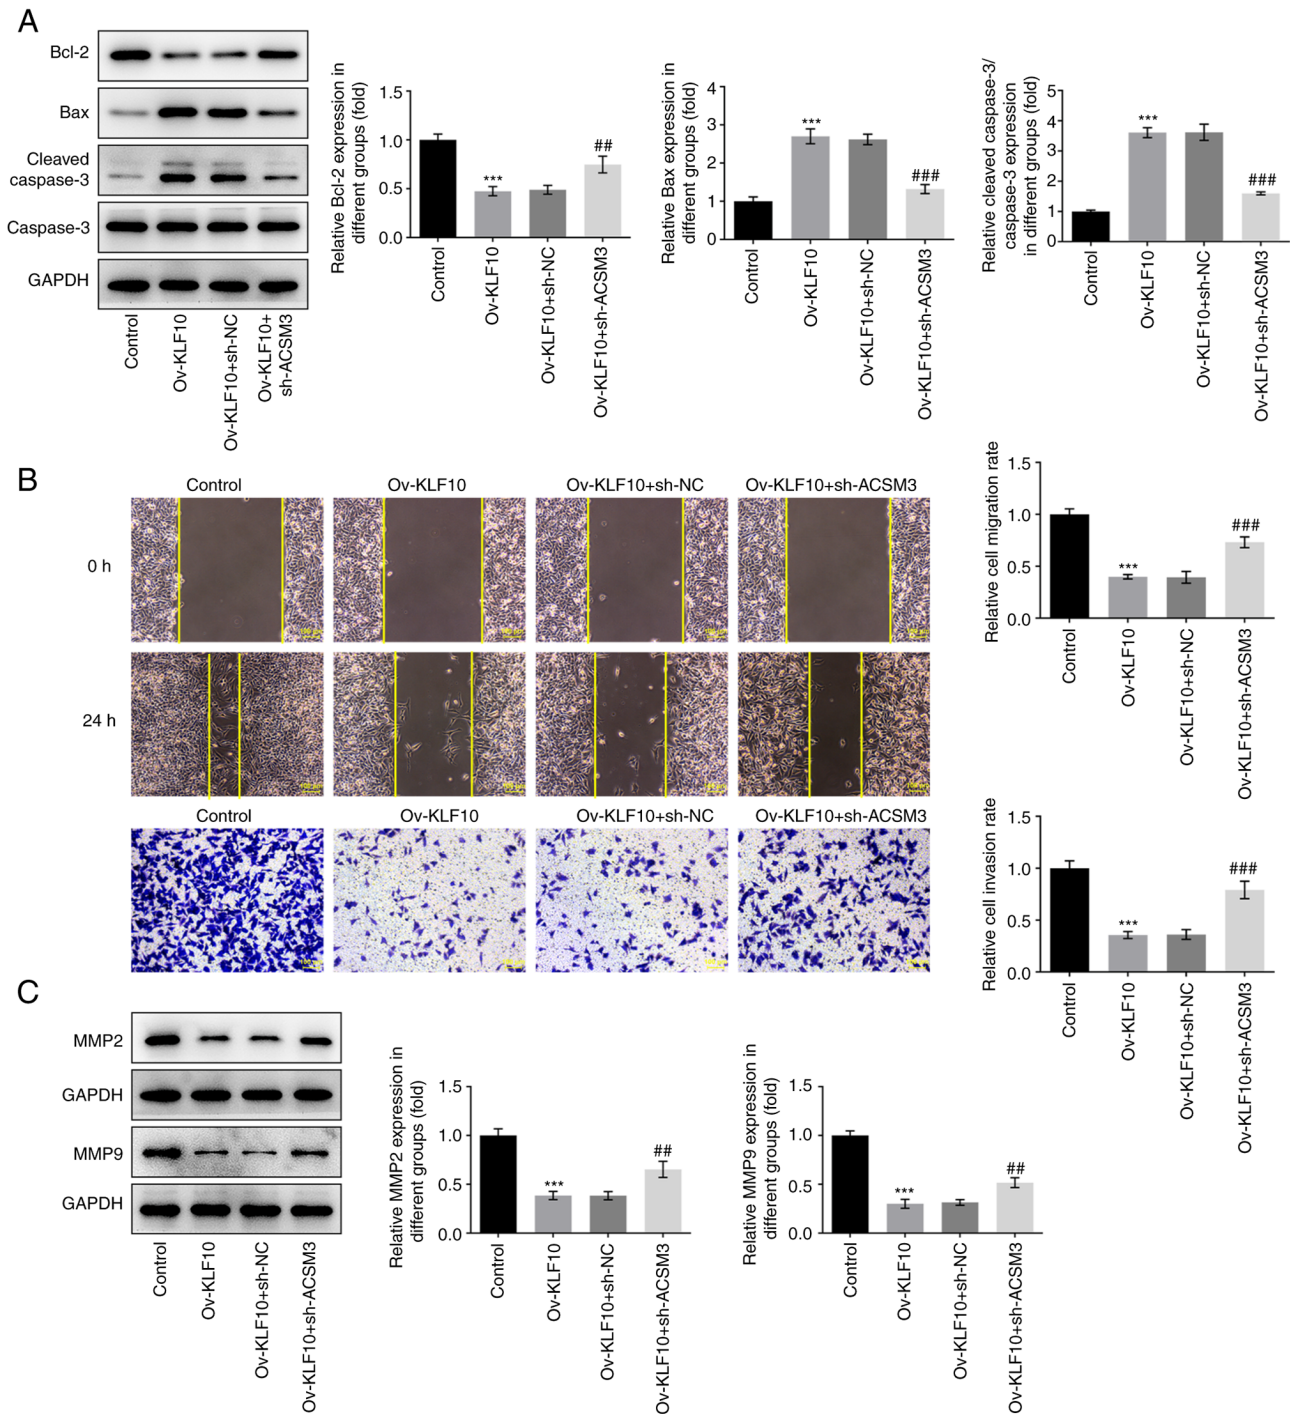 A
Bcl-2
Bax
Cleaved
caspase-3
Caspase-3
GAPDH
Control
Ov-KLF10
Ov-KLF10+sh-NC
Ov-KLF10+
sh-ACSM3
Relative Bcl-2 expression in
different groups (fold)
1.5
1.0
0.5
0.0
***
##
Control
Ov-KLF10
Ov-KLF10+sh-NC
Ov-KLF10+sh-ACSM3
Relative Bax expression in
different groups (fold)
4
3
2
1
0
***
###
Control
Ov-KLF10
Ov-KLF10+sh-NC
Ov-KLF10+sh-ACSM3
Relative cleaved caspase-3/
caspase-3 expression
in different groups (fold)
5
4
3
2
1
0
***
###
Control
Ov-KLF10
Ov-KLF10+sh-NC
Ov-KLF10+sh-ACSM3
B
Control
Ov-KLF10
Ov-KLF10+sh-NC
Ov-KLF10+sh-ACSM3
0 h
24 h
Control
Ov-KLF10
Ov-KLF10+sh-NC
Ov-KLF10+sh-ACSM3
Relative cell migration rate
1.5
1.0
0.5
0.0
***
###
Control
Ov-KLF10
Ov-KLF10+sh-NC
Ov-KLF10+sh-ACSM3
Relative cell invasion rate
1.5
1.0
0.5
0.0
***
###
Control
Ov-KLF10
Ov-KLF10+sh-NC
Ov-KLF10+sh-ACSM3
C
MMP2
GAPDH
MMP9
GAPDH
Control
Ov-KLF10
Ov-KLF10+sh-NC
Ov-KLF10+sh-ACSM3
Relative MMP2 expression in
different groups (fold)
1.5
1.0
0.5
0.0
***
##
Control
Ov-KLF10
Ov-KLF10+sh-NC
Ov-KLF10+sh-ACSM3
Relative MMP9 expression in
different groups (fold)
1.5
1.0
0.5
0.0
***
##
Control
Ov-KLF10
Ov-KLF10+sh-NC
Ov-KLF10+sh-ACSM3